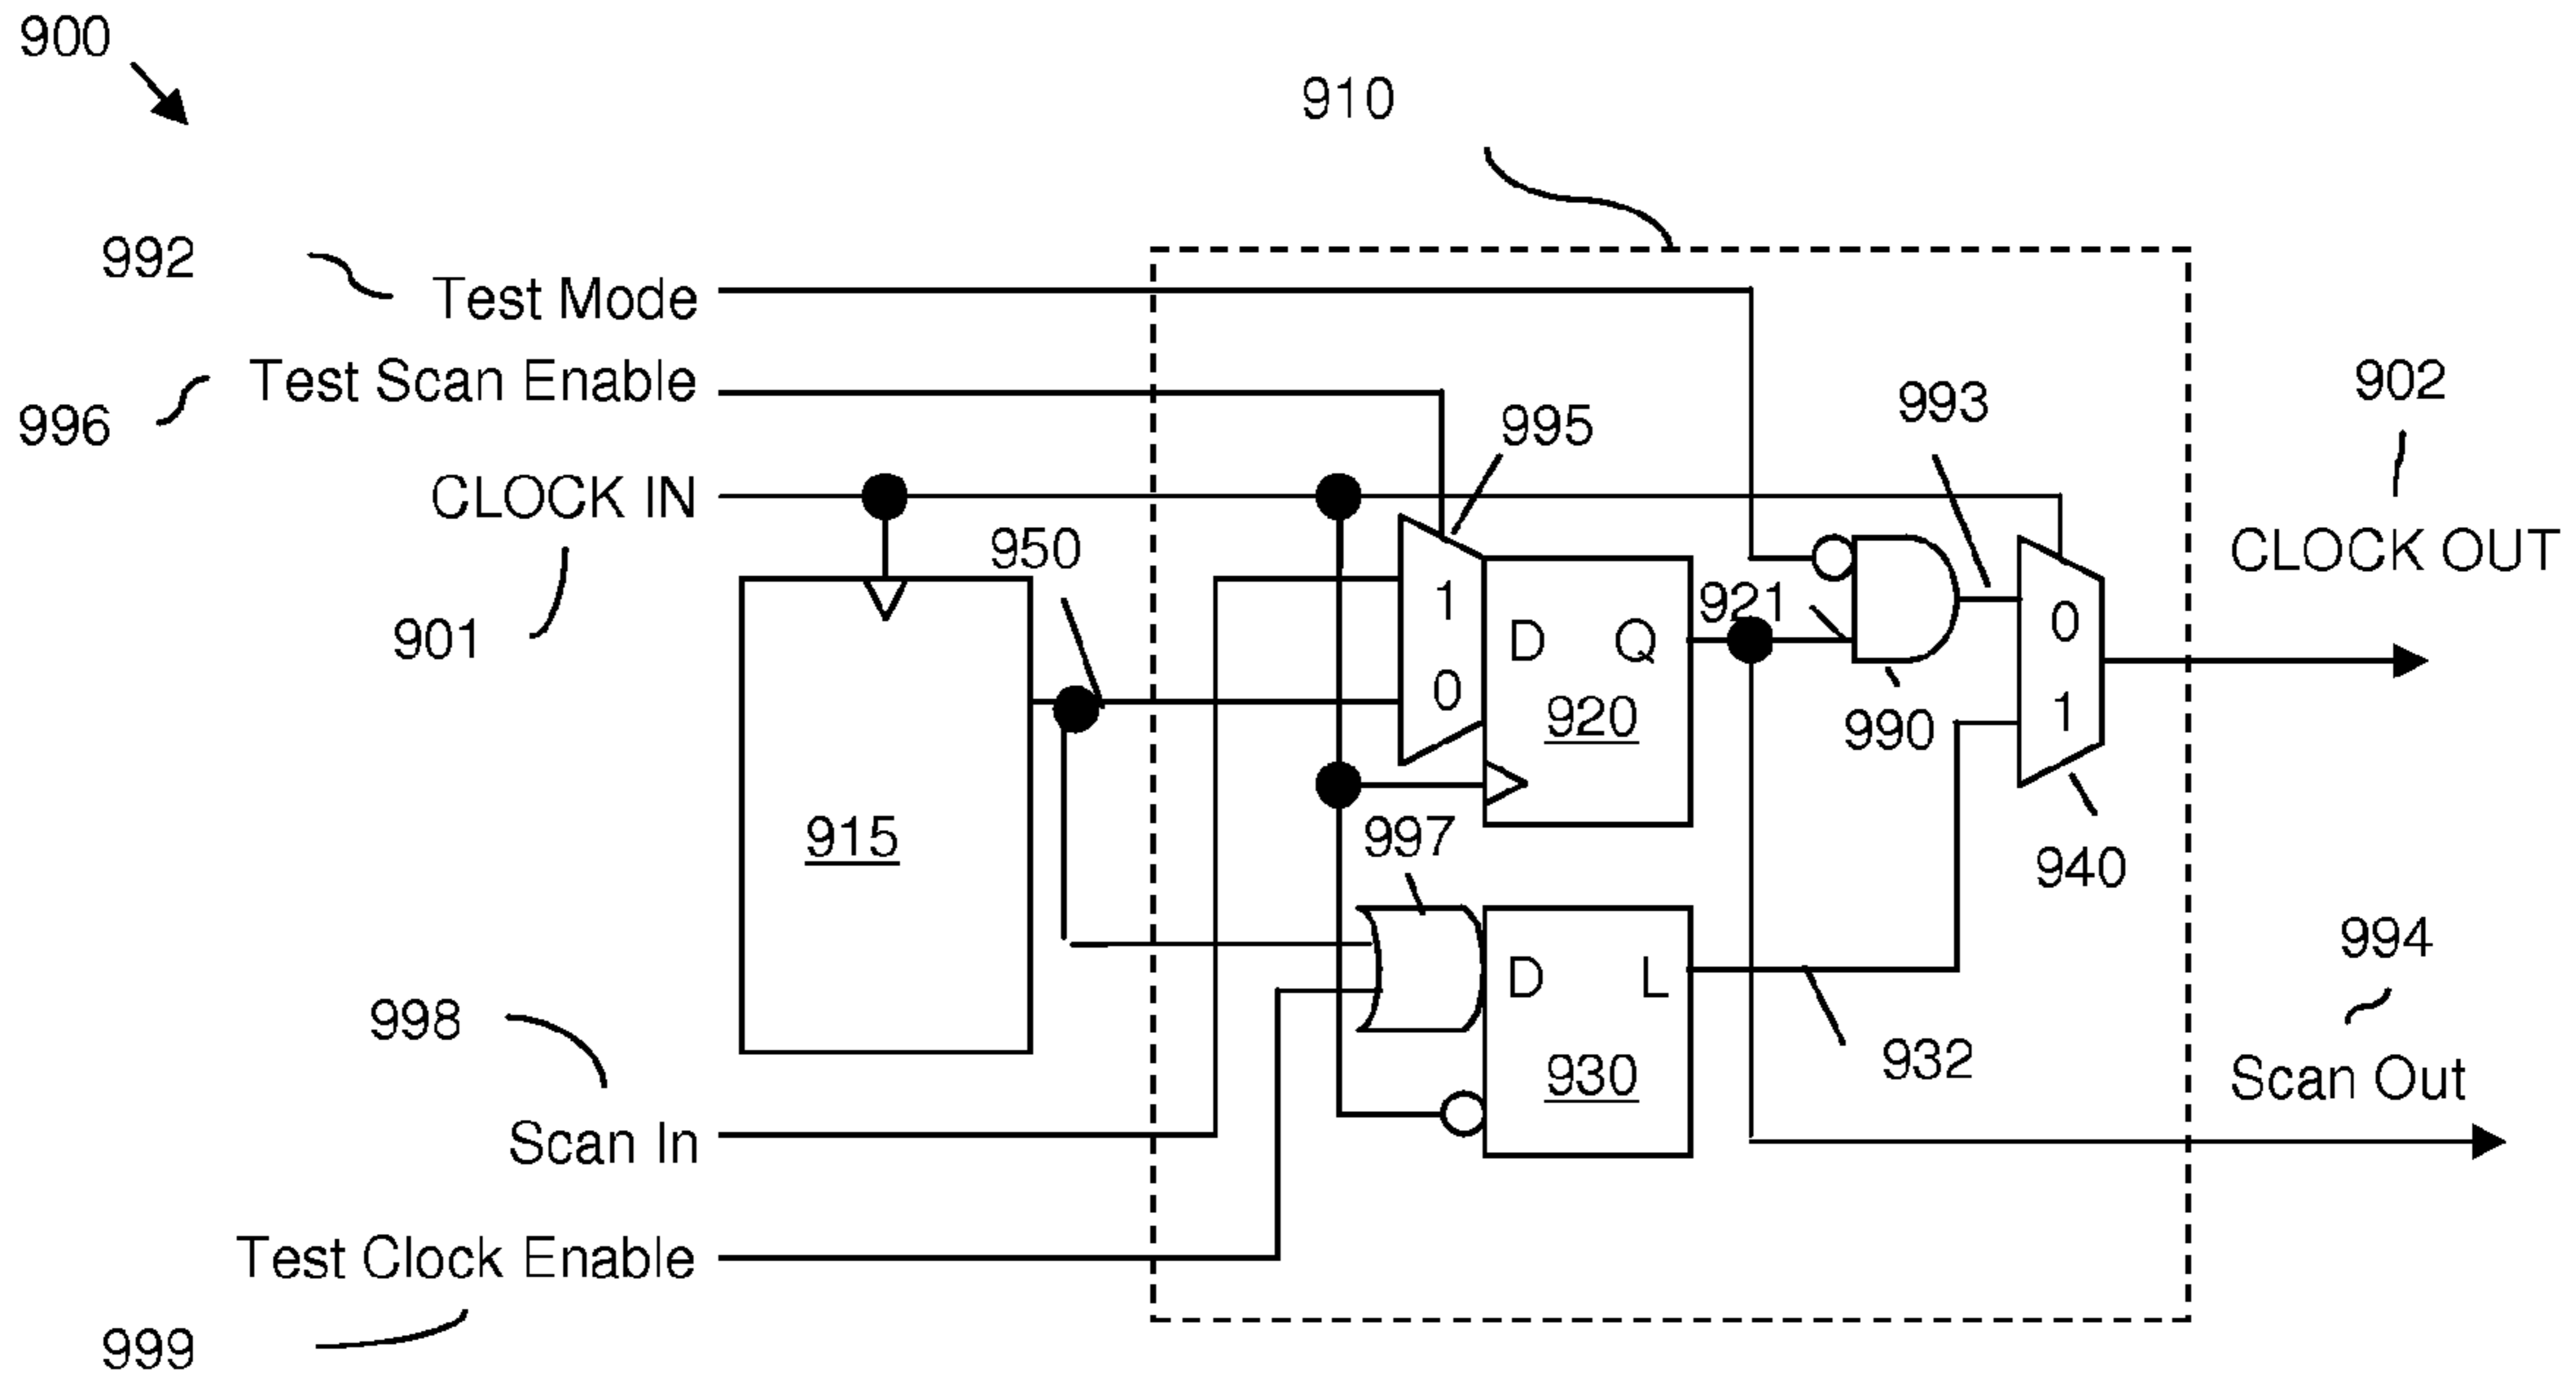 900
910
992
Test Mode
996
Test Scan Enable
902
993
995
CLOCK IN
950
CLOCK OUT
901
921
1
0
D
Q
0
1
920
990
915
997
940
994
998
D
L
930
932
Scan Out
Scan In
Test Clock Enable
999